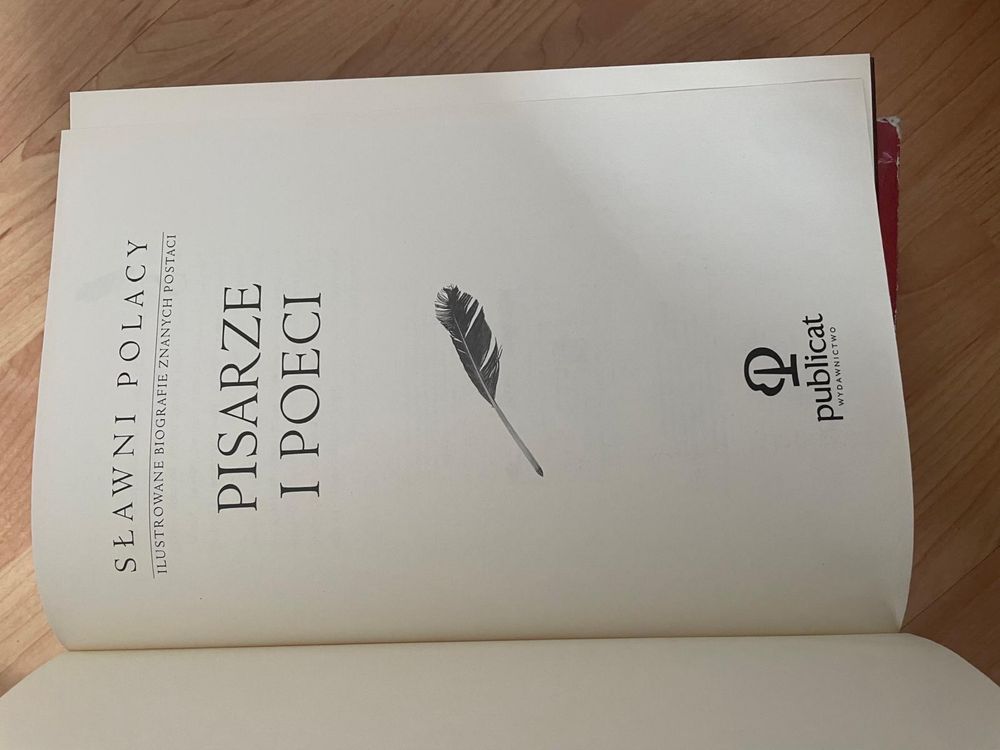 SŁAWNI POLACY
ILUSTROWANE BIOGRAFIE ZNANYCH POSTACI
PISARZE
I POECI
publicat
WYDAWNICTWO